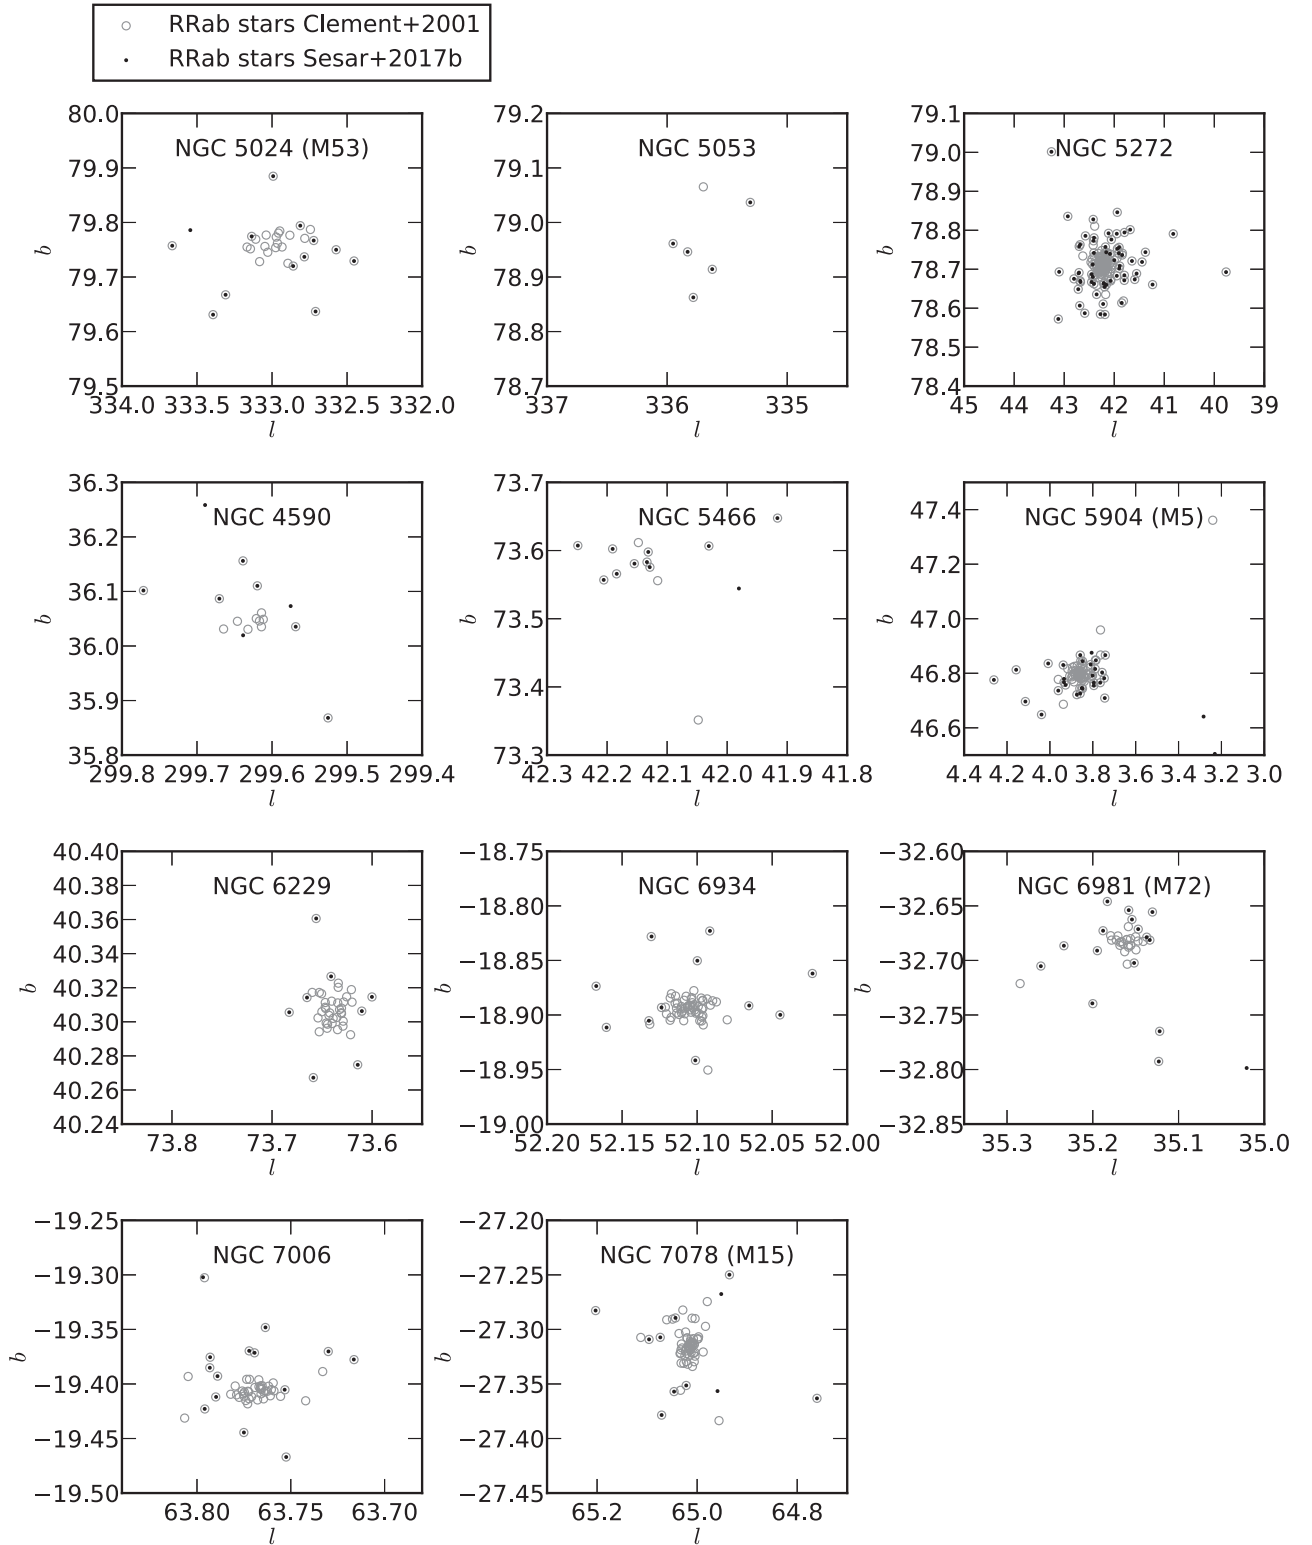 RRab stars Clement+2001
RRab stars Sesar+2017b
NGC 5024 (M53)
80.0
79.9
79.8
79.7
79.6
79.5
b
334.0 333.5 333.0 332.5 332.0
l
NGC 5053
79.2
79.1
79.0
78.9
78.8
78.7
b
337 336 335
l
NGC 5272
79.1
79.0
78.9
78.8
78.7
78.6
78.5
78.4
b
45 44 43 42 41 40 39
l
NGC 4590
36.3
36.2
36.1
36.0
35.9
35.8
b
299.8 299.7 299.6 299.5 299.4
l
NGC 5466
73.7
73.6
73.5
73.4
73.3
b
42.3 42.2 42.1 42.0 41.9 41.8
l
NGC 5904 (M5)
47.4
47.2
47.0
46.8
46.6
b
4.4 4.2 4.0 3.8 3.6 3.4 3.2 3.0
l
NGC 6229
40.40
40.38
40.36
40.34
40.32
40.30
40.28
40.26
40.24
b
73.8 73.7 73.6
l
NGC 6934
−18.75
−18.80
−18.85
−18.90
−18.95
−19.00
b
52.20 52.15 52.10 52.05 52.00
l
NGC 6981 (M72)
−32.60
−32.65
−32.70
−32.75
−32.80
−32.85
b
35.3 35.2 35.1 35.0
l
NGC 7006
−19.25
−19.30
−19.35
−19.40
−19.45
−19.50
b
63.80 63.75 63.70
l
NGC 7078 (M15)
−27.20
−27.25
−27.30
−27.35
−27.40
−27.45
b
65.2 65.0 64.8
l